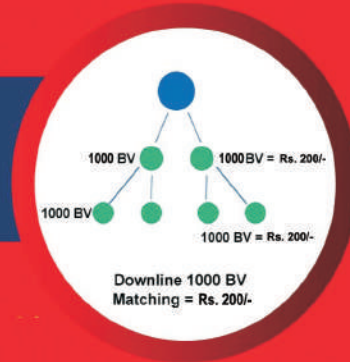 1000 BV 1000 BV = Rs. 200/-
1000 BV
1000 BV = Rs. 200/-
Downline 1000 BV
Matching = Rs. 200/-